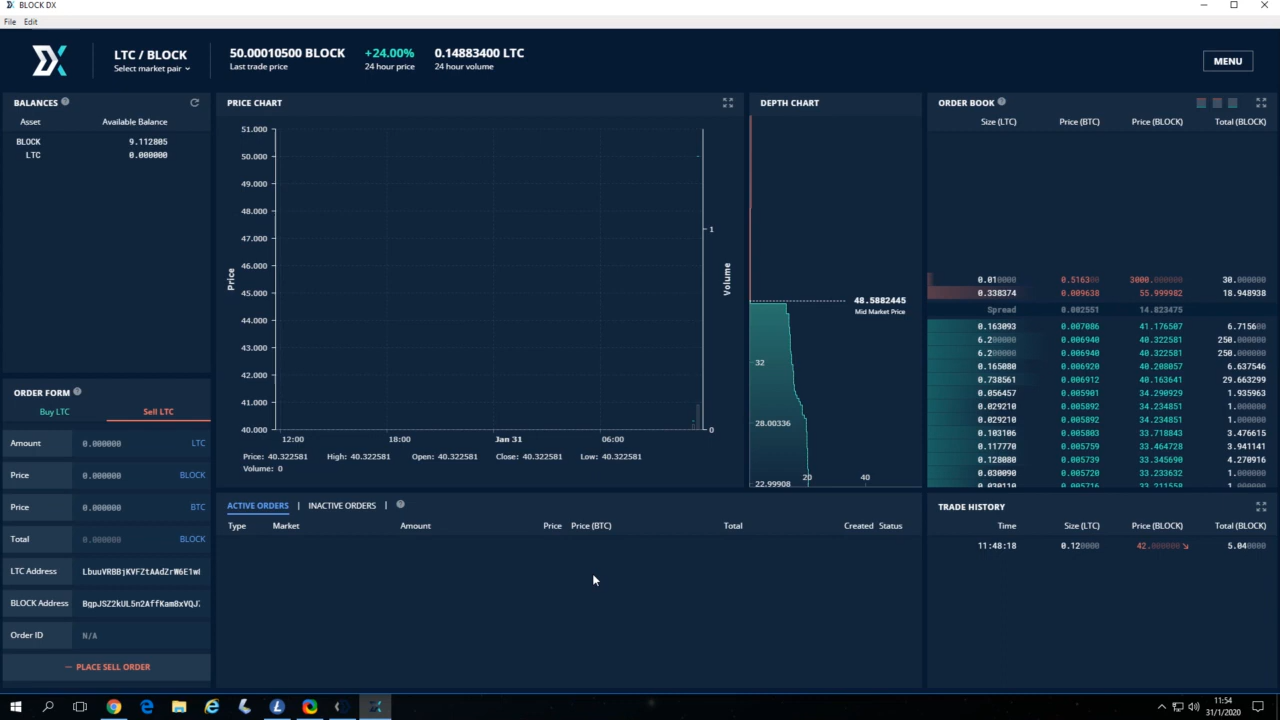 BLOCK DX
File Edit
LTC / BLOCK
Select market pair
50.00010500 BLOCK
Last trade price
+24.00%
24 hour price
0.14883400 LTC
24 hour volume
MENU
BALANCES
Asset Available Balance
BLOCK 9.112805
LTC 0.000000
ORDER FORM
Buy LTC Sell LTC
Amount 0.000000 LTC
Price 0.000000 BLOCK
Price 0.000000 BTC
Total 0.000000 BLOCK
LTC Address
BLOCK Address
Order ID N/A
PLACE SELL ORDER
PRICE CHART
51.000
50.000
49.000
48.000
47.000
46.000
45.000
44.000
43.000
42.000
41.000
40.000
Price
1
0
Volume
12:00 18:00 Jan 31 06:00
Price: 40.322581 High: 40.322581 Open: 40.322581 Close: 40.322581 Low: 40.322581
Volume: 0
DEPTH CHART
48.5882445
Mid Market Price
32
28.00336
22.99908
20 40
ACTIVE ORDERS | INACTIVE ORDERS |
Type Market Amount Price Price (BTC) Total Created Status
ORDER BOOK
Size (LTC) Price (BTC) Price (BLOCK) Total (BLOCK)
0.010000 0.516300 3000.000000 30.000000
0.338374 0.009638 55.999982 18.948938
Spread 0.002551 14.823475
0.163093 0.007086 41.176507 6.715600
6.200000 0.006940 40.322581 250.000000
6.200000 0.006940 40.322581 250.000000
0.165080 0.006920 40.208057 6.637546
0.738561 0.006912 40.163641 29.663299
0.056457 0.005901 34.290929 1.935963
0.029210 0.005892 34.234851 1.000000
0.029210 0.005892 34.234851 1.000000
0.103106 0.005803 33.718843 3.476615
0.117770 0.005759 33.464728 3.941141
0.128080 0.005739 33.345690 4.270916
0.030090 0.005720 33.233632 1.000000
0.030110 0.005716 33.211558 1.000000
TRADE HISTORY
Time Size (LTC) Price (BLOCK) Total (BLOCK)
11:48:18 0.120000 42.000000 5.040000
11:54
31/1/2020